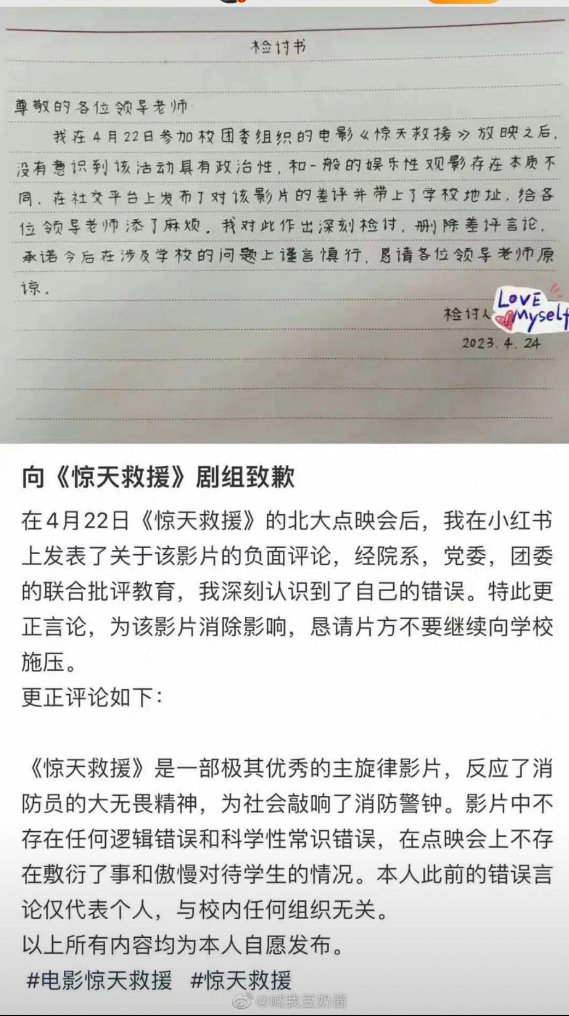 检讨书
尊敬的各位领导老师
我在4月22日参加校团委组织的电影《惊天救援》放映之后,
没有意识到该活动具有政治性,和一般的娱乐性观影存在本质不
同.在社交平台上发布了对该影片的差评并带上了学校地址,给各
位领导老师添了麻烦。我对此作出深刻检讨,删除差评言论,
承诺今后在涉及学校的问题上谨言慎行,恳请各位领导老师原
谅。
检讨人
LOVE
Myself
2023.4.24
向《惊天救援》剧组致歉
在4月22日《惊天救援》的北大点映会后，我在小红书
上发表了关于该影片的负面评论，经院系，党委，团委
的联合批评教育，我深刻认识到了自己的错误。特此更
正言论，为该影片消除影响，恳请片方不要继续向学校
施压。
更正评论如下：
《惊天救援》是一部极其优秀的主旋律影片，反应了消
防员的大无畏精神，为社会敲响了消防警钟。影片中不
存在任何逻辑错误和科学性常识错误，在点映会上不存
在敷衍了事和傲慢对待学生的情况。本人此前的错误言
论仅代表个人，与校内任何组织无关。
以上所有内容均为本人自愿发布。
#电影惊天救援 #惊天救援
@喊我豆奶酱